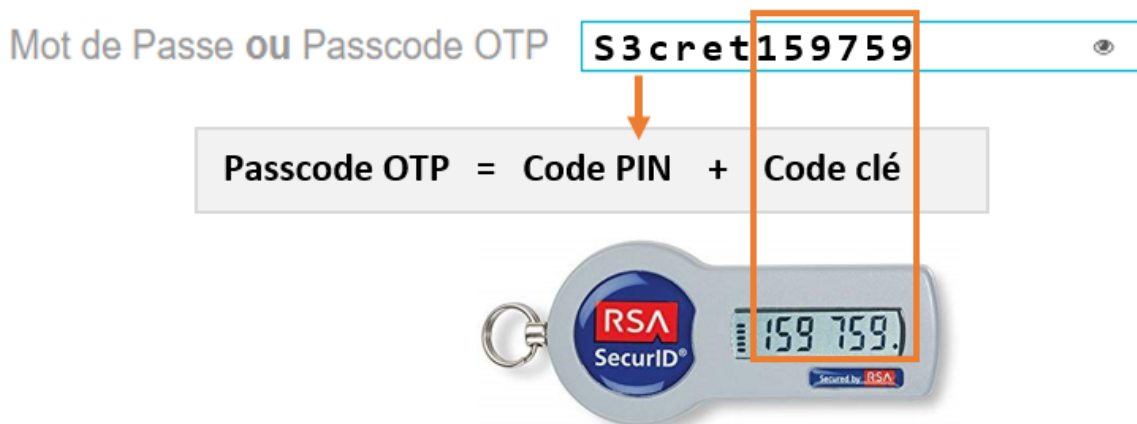 Mot de Passe ou Passcode OTP S3cret159759
Passcode OTP = Code PIN + Code clé
RSA
SecurID®
159 759.
Secured by RSA